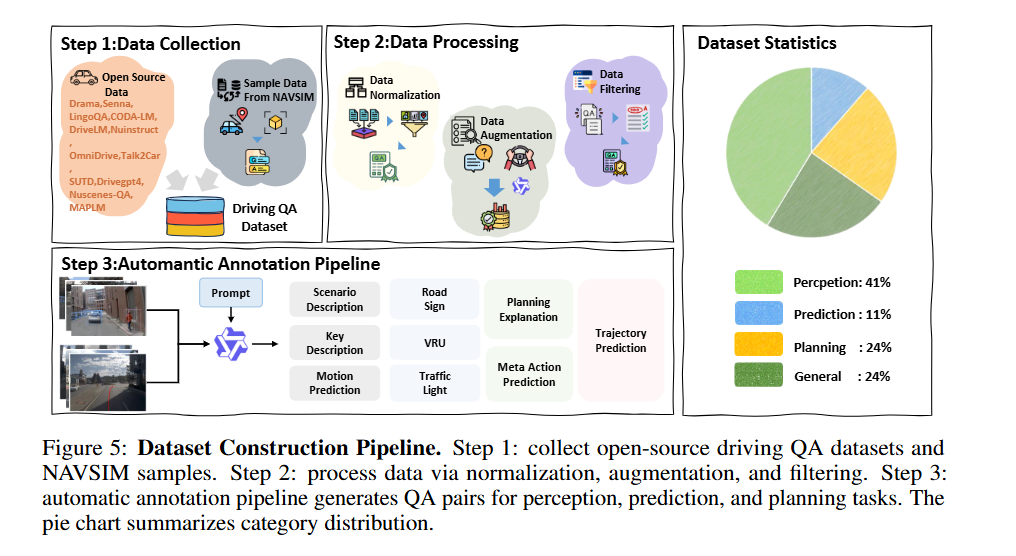 Step 1:Data Collection
Open Source
Data
Drama,Senna,
LingoQA,CODA-LM,
DriveLM,Nuinstruct
,
OmniDrive,Talk2Car
,
SUTD,Drivegpt4,
Nuscenes-QA,
MAPLM
Sample Data
From NAVSIM
Driving QA
Dataset
Step 2:Data Processing
Data
Normalization
QA
Data
Augmentation
Data
Filtering
QA
QA
Step 3:Automantic Annotation Pipeline
Prompt
Scenario
Description
Key
Description
Motion
Prediction
Road
Sign
VRU
Traffic
Light
Planning
Explanation
Meta Action
Prediction
Trajectory
Prediction
Dataset Statistics
Percpetion: 41%
Prediction : 11%
Planning : 24%
General : 24%
Figure 5: Dataset Construction Pipeline. Step 1: collect open-source driving QA datasets and
NAVSIM samples. Step 2: process data via normalization, augmentation, and filtering. Step 3:
automatic annotation pipeline generates QA pairs for perception, prediction, and planning tasks. The
pie chart summarizes category distribution.